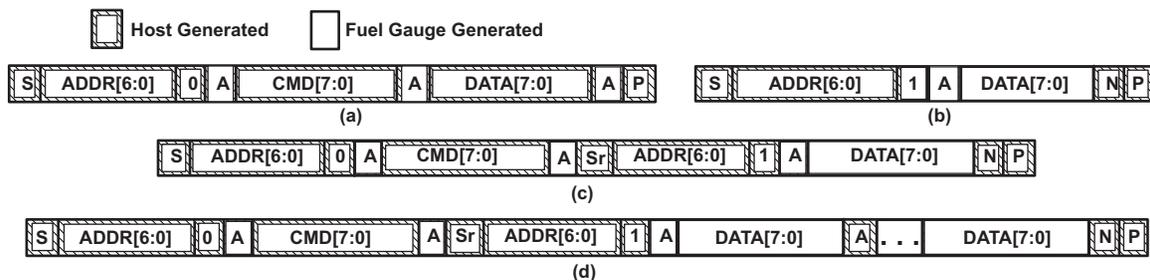 Host Generated Fuel Gauge Generated
S ADDR[6:0] 0 A CMD[7:0] A DATA[7:0] A P S ADDR[6:0] 1 A DATA[7:0] N P
(a) (b)
S ADDR[6:0] 0 A CMD[7:0] A Sr ADDR[6:0] 1 A DATA[7:0] N P
(c)
S ADDR[6:0] 0 A CMD[7:0] A Sr ADDR[6:0] 1 A DATA[7:0] A ... DATA[7:0] N P
(d)